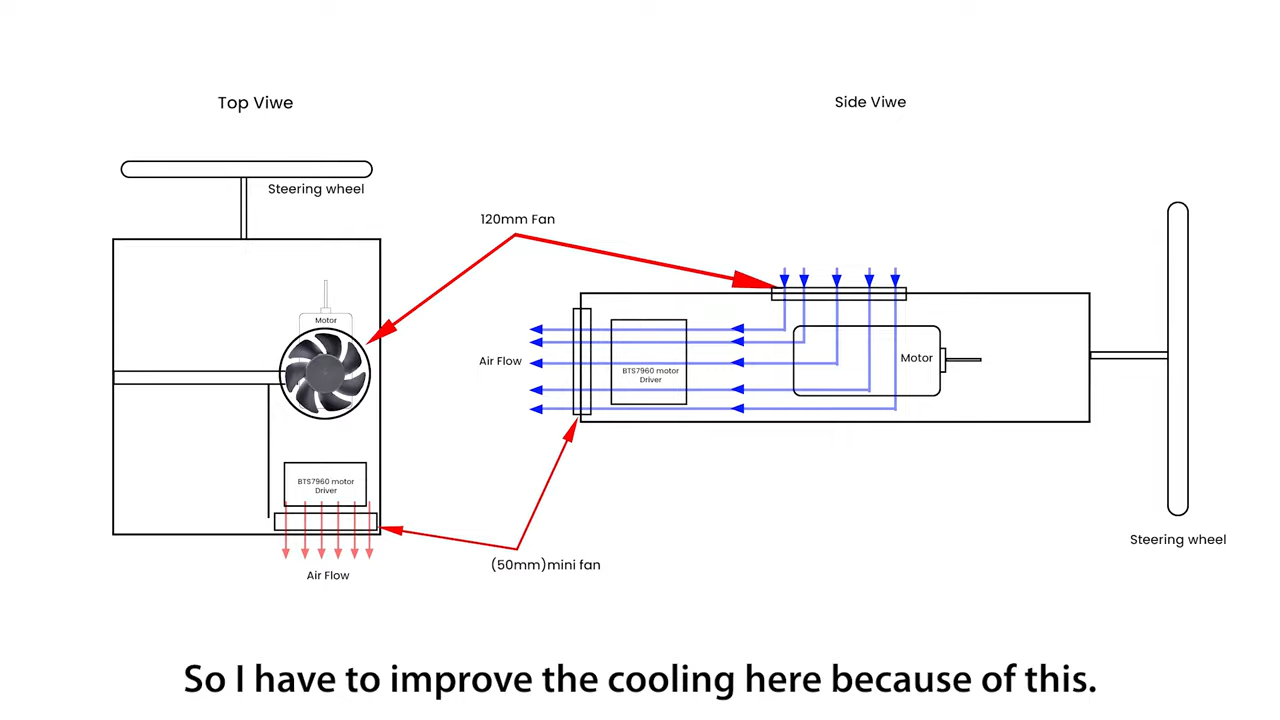 Top Viwe
Side Viwe
Steering wheel
120mm Fan
Motor
Air Flow
BTS7960 motor
Driver
Motor
BTS7960 motor
Driver
Air Flow
(50mm)mini fan
Steering wheel
So I have to improve the cooling here because of this.